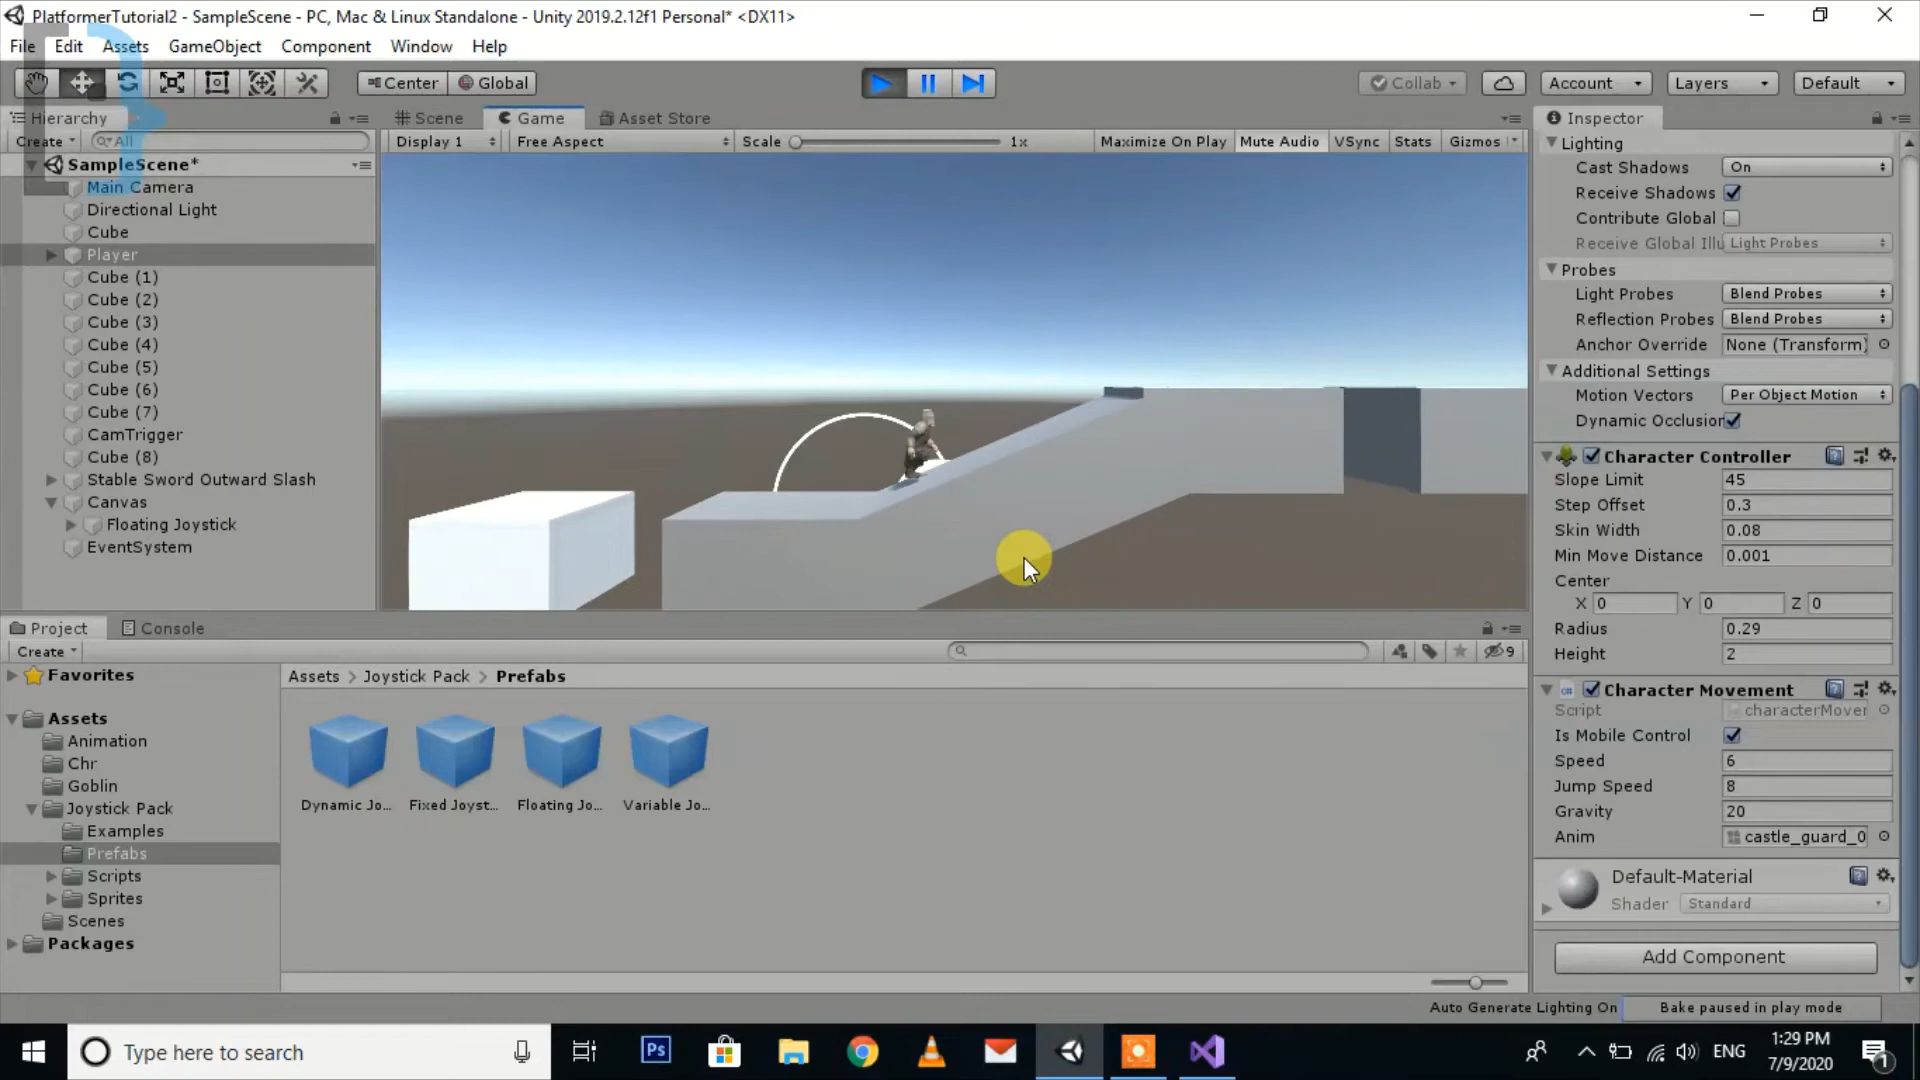 PlatformerTutorial2 - SampleScene - PC, Mac & Linux Standalone - Unity 2019.2.12f1 Personal* <DX11>
File Edit Assets GameObject Component Window Help
Center Global Collab Account Layers Default
Hierarchy Scene Game Asset Store Inspector
Create All Display 1 Free Aspect Scale 1x Maximize On Play Mute Audio VSync Stats Gizmos
SampleScene*
Main Camera
Directional Light
Cube
Player
Cube (1)
Cube (2)
Cube (3)
Cube (4)
Cube (5)
Cube (6)
Cube (7)
CamTrigger
Cube (8)
Stable Sword Outward Slash
Canvas
Floating Joystick
EventSystem
Lighting
Cast Shadows On
Receive Shadows
Contribute Global
Receive Global Illu Light Probes
Probes
Light Probes Blend Probes
Reflection Probes Blend Probes
Anchor Override None (Transform)
Additional Settings
Motion Vectors Per Object Motion
Dynamic Occlusion
Character Controller
Slope Limit 45
Step Offset 0.3
Skin Width 0.08
Min Move Distance 0.001
Center
X 0 Y 0 Z 0
Radius 0.29
Height 2
Character Movement
Script characterMover
Is Mobile Control
Speed 6
Jump Speed 8
Gravity 20
Anim castle_guard_0
Default-Material
Shader Standard
Add Component
Project Console
Create 9
Favorites
Assets
Animation
Chr
Goblin
Joystick Pack
Examples
Prefabs
Scripts
Sprites
Scenes
Packages
Assets > Joystick Pack > Prefabs
Dynamic Jo... Fixed Joyst... Floating Jo... Variable Jo...
Auto Generate Lighting On Bake paused in play mode
Type here to search Ps ENG 1:29 PM
7/9/2020 1